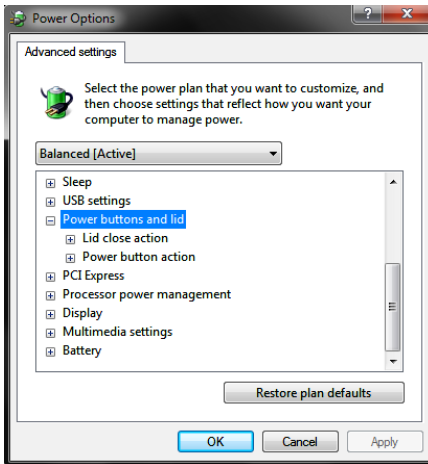 Power Options
Advanced settings
Select the power plan that you want to customize, and
then choose settings that reflect how you want your
computer to manage power.
Balanced [Active]
Sleep
USB settings
Power buttons and lid
Lid close action
Power button action
PCI Express
Processor power management
Display
Multimedia settings
Battery
Restore plan defaults
OK Cancel Apply